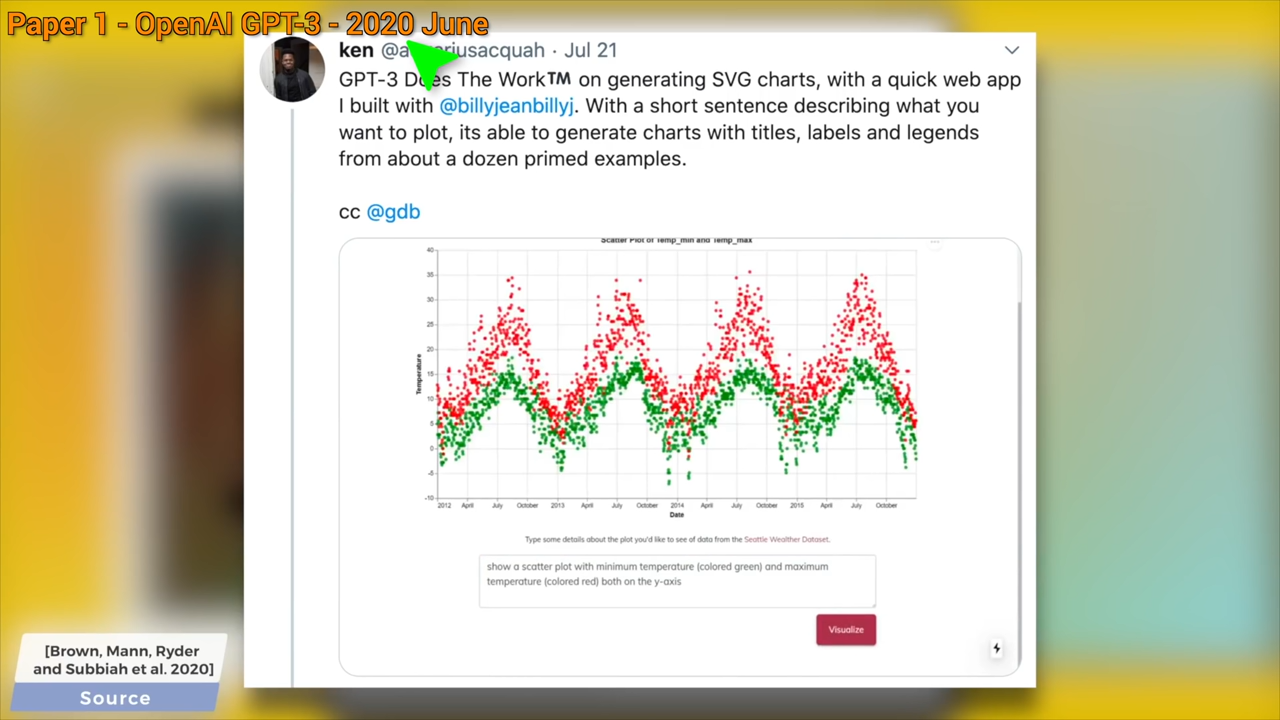 Paper 1 - OpenAI GPT-3 - 2020 June
ken · Jul 21
GPT-3 Does The Work™ on generating SVG charts, with a quick web app
I built with @billyjeanbillyj. With a short sentence describing what you
want to plot, its able to generate charts with titles, labels and legends
from about a dozen primed examples.
cc @gdb
Scatter Plot of Temp_min and Temp_max
40
35
30
25
20
15
10
5
0
-5
-10
Temperature
2012 April July October 2013 April July October 2014 April July October 2015 April July October
Date
Type some details about the plot you'd like to see of data from the Seattle Weather Dataset.
show a scatter plot with minimum temperature (colored green) and maximum
temperature (colored red) both on the y-axis
Visualize
[Brown, Mann, Ryder
and Subbiah et al. 2020]
Source